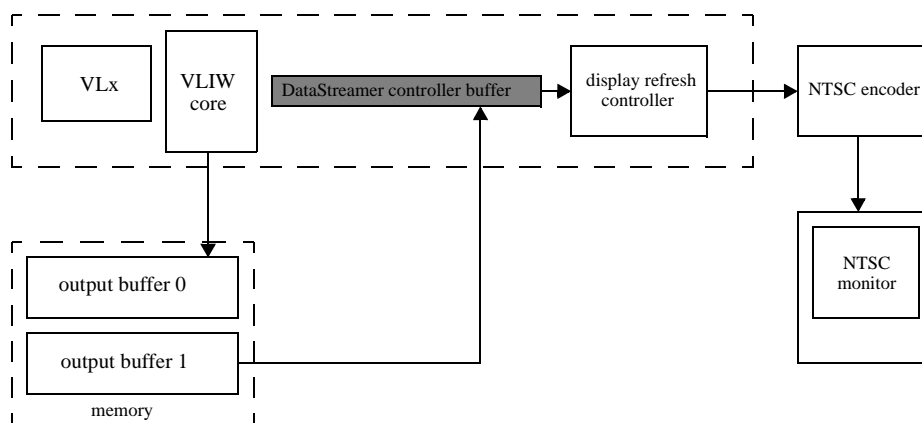 VLx
VLIW
core
DataStreamer controller buffer
display refresh
controller
NTSC encoder
output buffer 0
NTSC
monitor
output buffer 1
memory